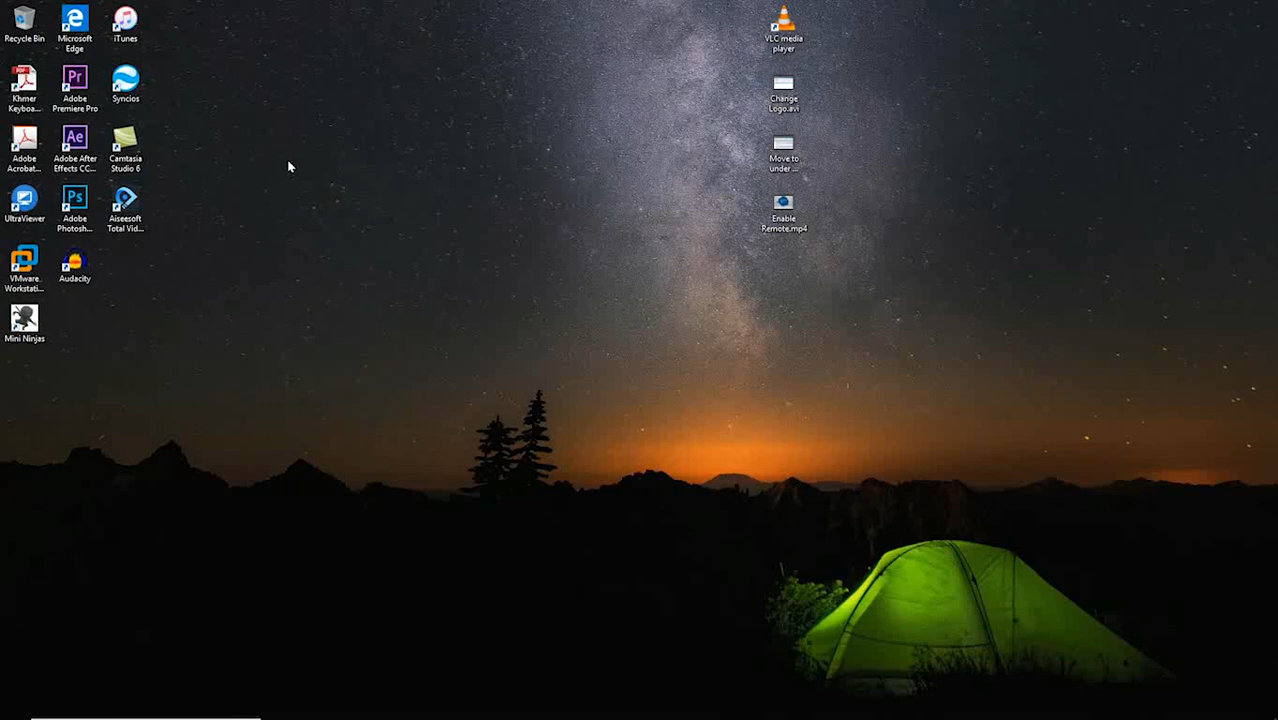 Recycle Bin
Microsoft
Edge
iTunes
Khmer
Keyboa...
Adobe
Premiere Pro
Syncios
Adobe
Acrobat...
Adobe After
Effects CC...
Camtasia
Studio 6
UltraViewer
Adobe
Photosh...
Aiseesoft
Total Vid...
VMware
Workstati...
Audacity
Mini Ninjas
VLC media
player
Change
Logo.avi
Move to
under ...
Enable
Remote.mp4